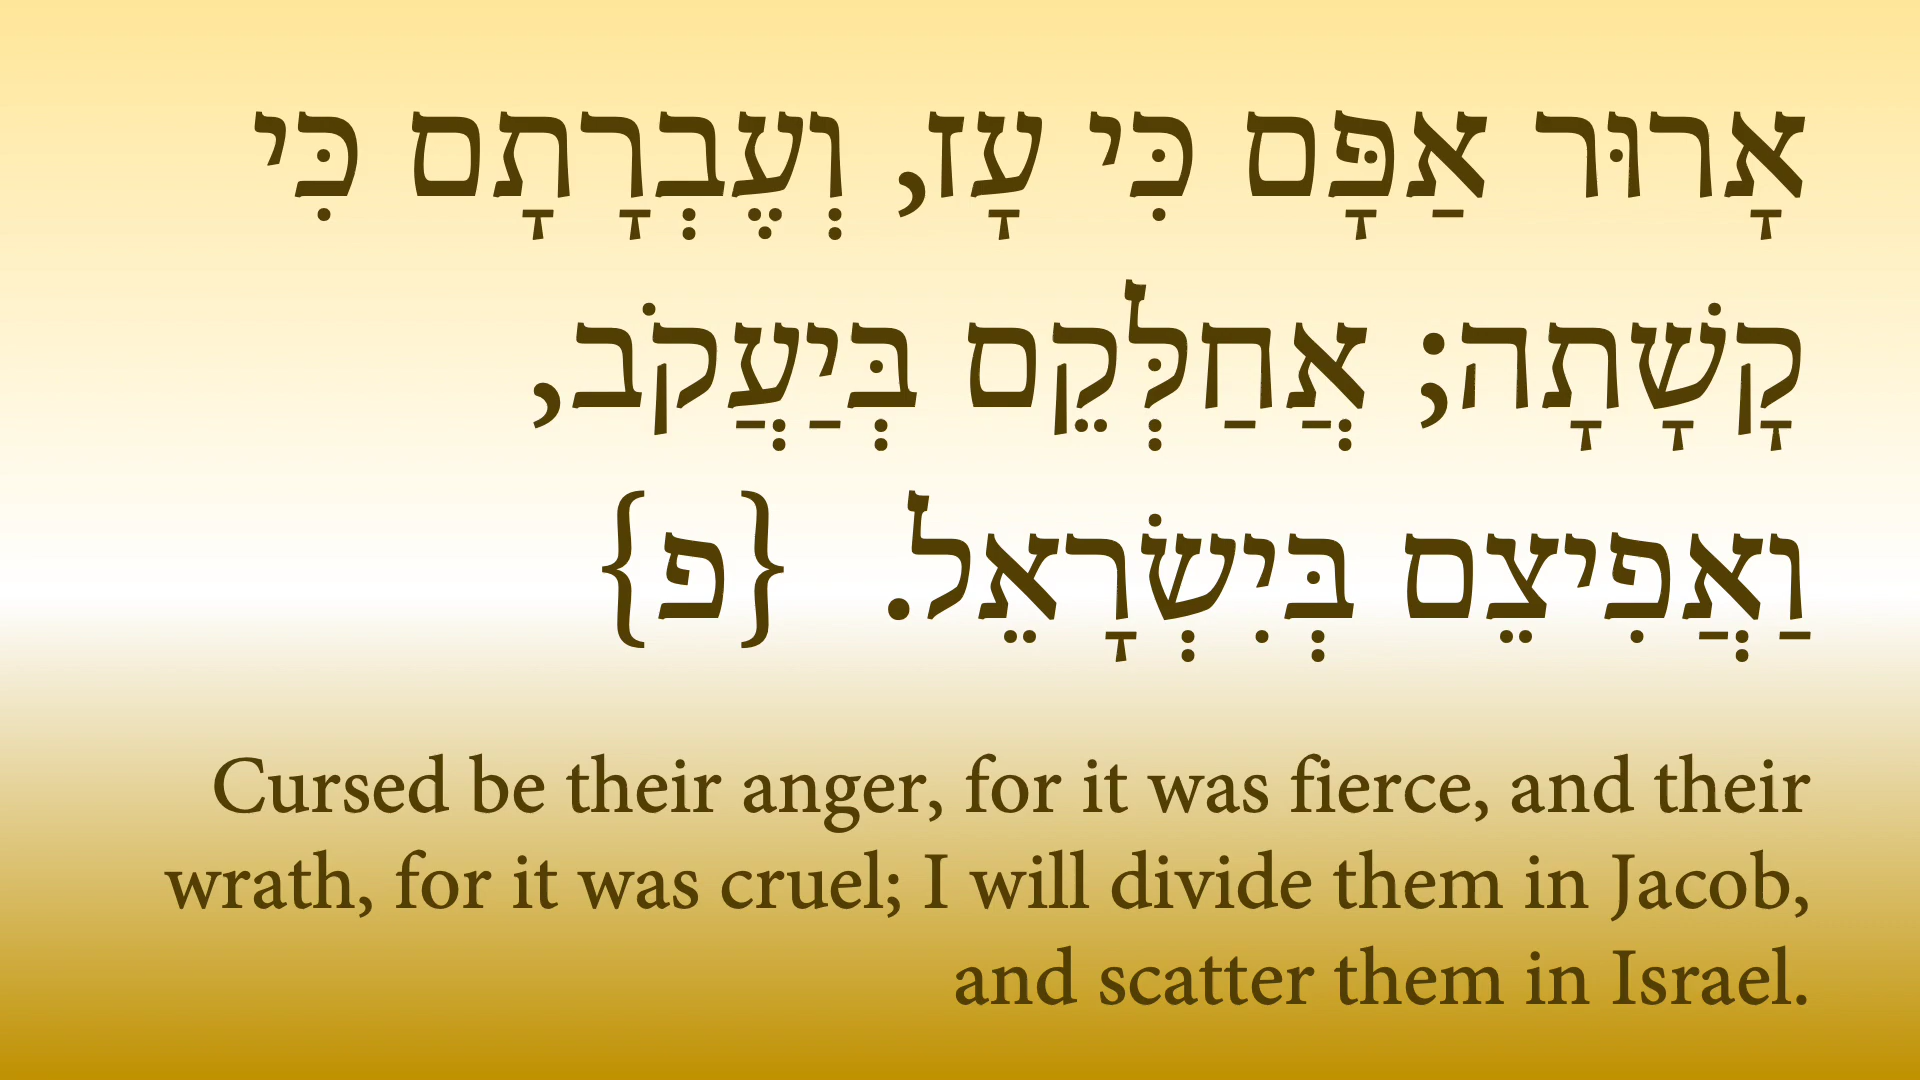 אָרוּר אַפָּם כִּי עָז, וְעֶבְרָתָם כִּי
קָשָׁתָה; אֲחַלְּקֵם בְּיַעֲקֹב,
וַאֲפִיצֵם בְּיִשְׂרָאֵל. {פ}
Cursed be their anger, for it was fierce, and their
wrath, for it was cruel; I will divide them in Jacob,
and scatter them in Israel.